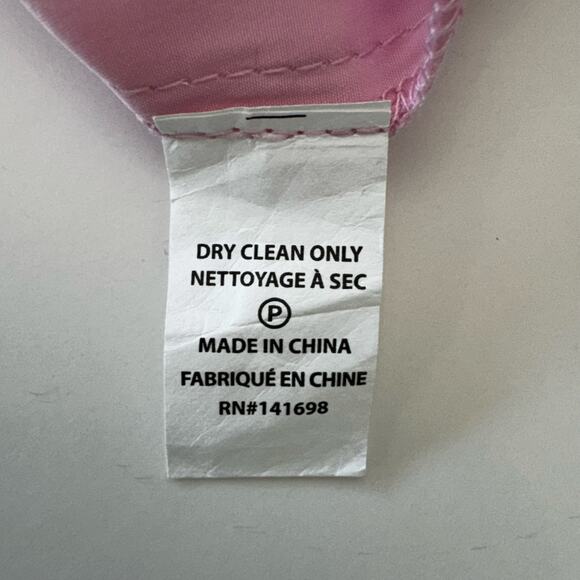 DRY CLEAN ONLY
NETTOYAGE À SEC
P
MADE IN CHINA
FABRIQUÉ EN CHINE
RN#141698